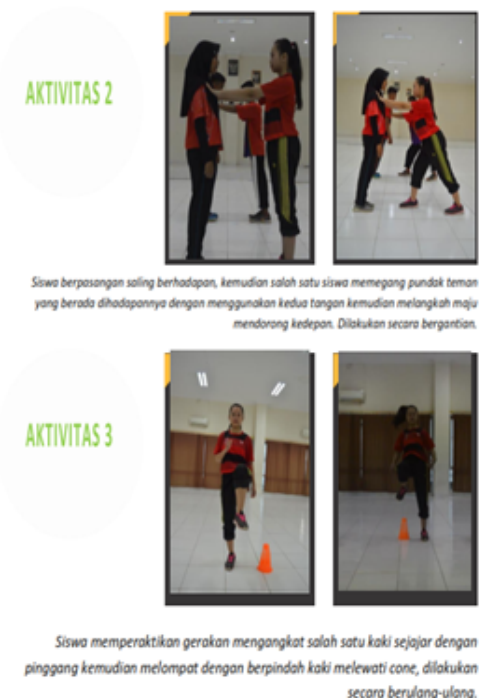 AKTIVITAS 2
Siswa berpasangan saling berhadapan, kemudian salah satu siswa memegang pundak teman
yang berada dihadapannya dengan menggunakan kedua tangan kemudian melangkah maju
mendorong kedepan. Dilakukan secara bergantian.
AKTIVITAS 3
Siswa memperaktikan gerakan mengangkat salah satu kaki sejajar dengan
pinggang kemudian melompat dengan berpindah kaki melewati cone, dilakukan
secara berulang-ulang.